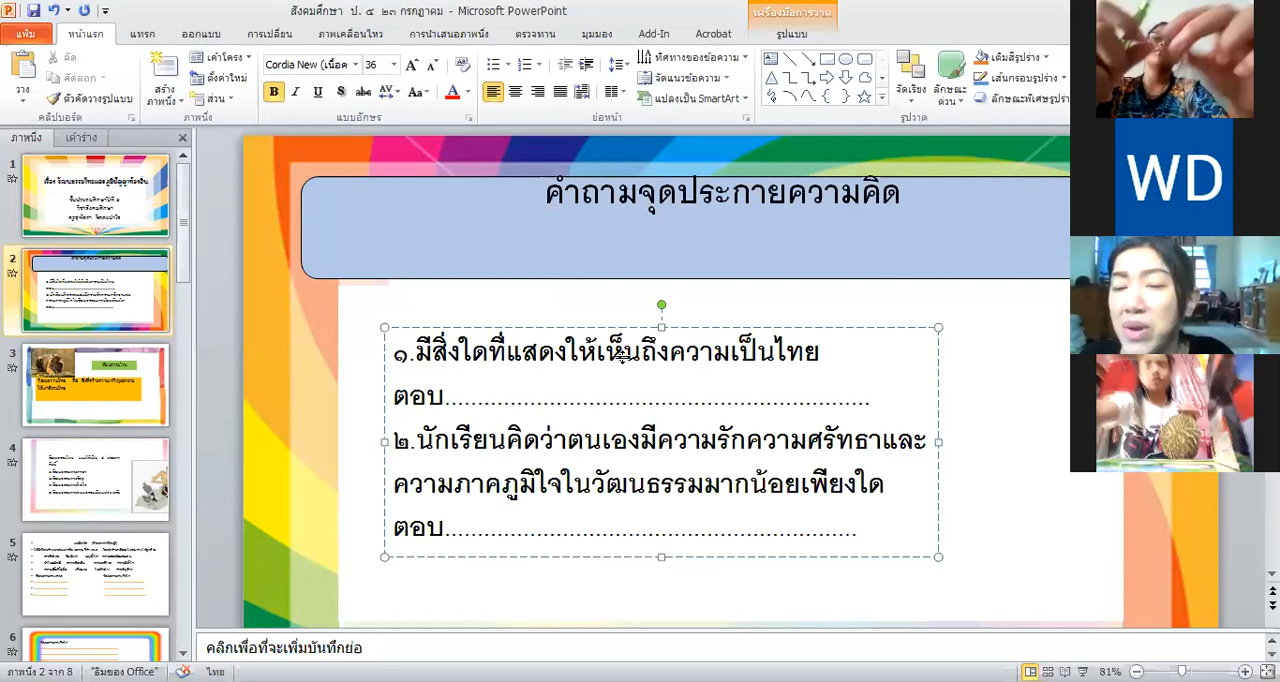 สังคมศึกษา ป. ๕ ๒๓ กรกฎาคม - Microsoft PowerPoint
เครื่องมือการวาด
แฟ้ม
หน้าแรก
แทรก
ออกแบบ
การเปลี่ยน
ภาพเคลื่อนไหว
การนำเสนอภาพนิ่ง
ตรวจทาน
มุมมอง
Add-In
Acrobat
รูปแบบ
วาง
ตัด
คัดลอก
ตัวคัดวางรูปแบบ
คลิปบอร์ด
สร้าง
ภาพนิ่ง
เค้าโครง
ตั้งค่าใหม่
ส่วน
ภาพนิ่ง
Cordia New (เนื้อค
36
แบบอักษร
ทิศทางของข้อความ
จัดแนวข้อความ
แปลงเป็น SmartArt
ย่อหน้า
จัดเรียง
ลักษณะ
ด่วน
เติมสีรูปร่าง
เส้นกรอบรูปร่าง
ลักษณะพิเศษรูปร่าง
รูปวาด
ภาพนิ่ง
เค้าร่าง
1
2
3
4
5
6
คำถามจุดประกายความคิด
๑.มีสิ่งใดที่แสดงให้เห็นถึงความเป็นไทย
ตอบ................................................................
๒.นักเรียนคิดว่าตนเองมีความรักความศรัทธาและ
ความภาคภูมิใจในวัฒนธรรมมากน้อยเพียงใด
ตอบ..............................................................
WD
คลิกเพื่อที่จะเพิ่มบันทึกย่อ
ภาพนิ่ง 2 จาก 8
"ธีมของ Office"
ไทย
81%